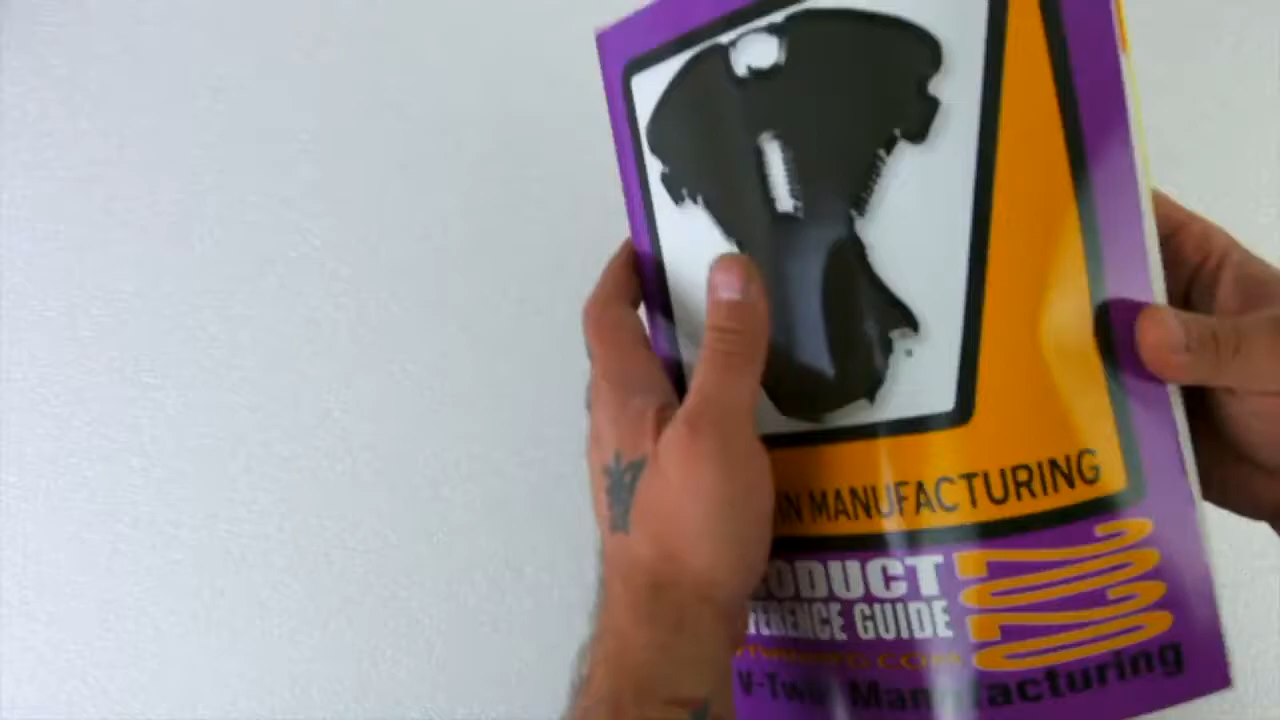 MANUFACTURING
PRODUCT
REFERENCE GUIDE
2020
V-Twin Manufacturing